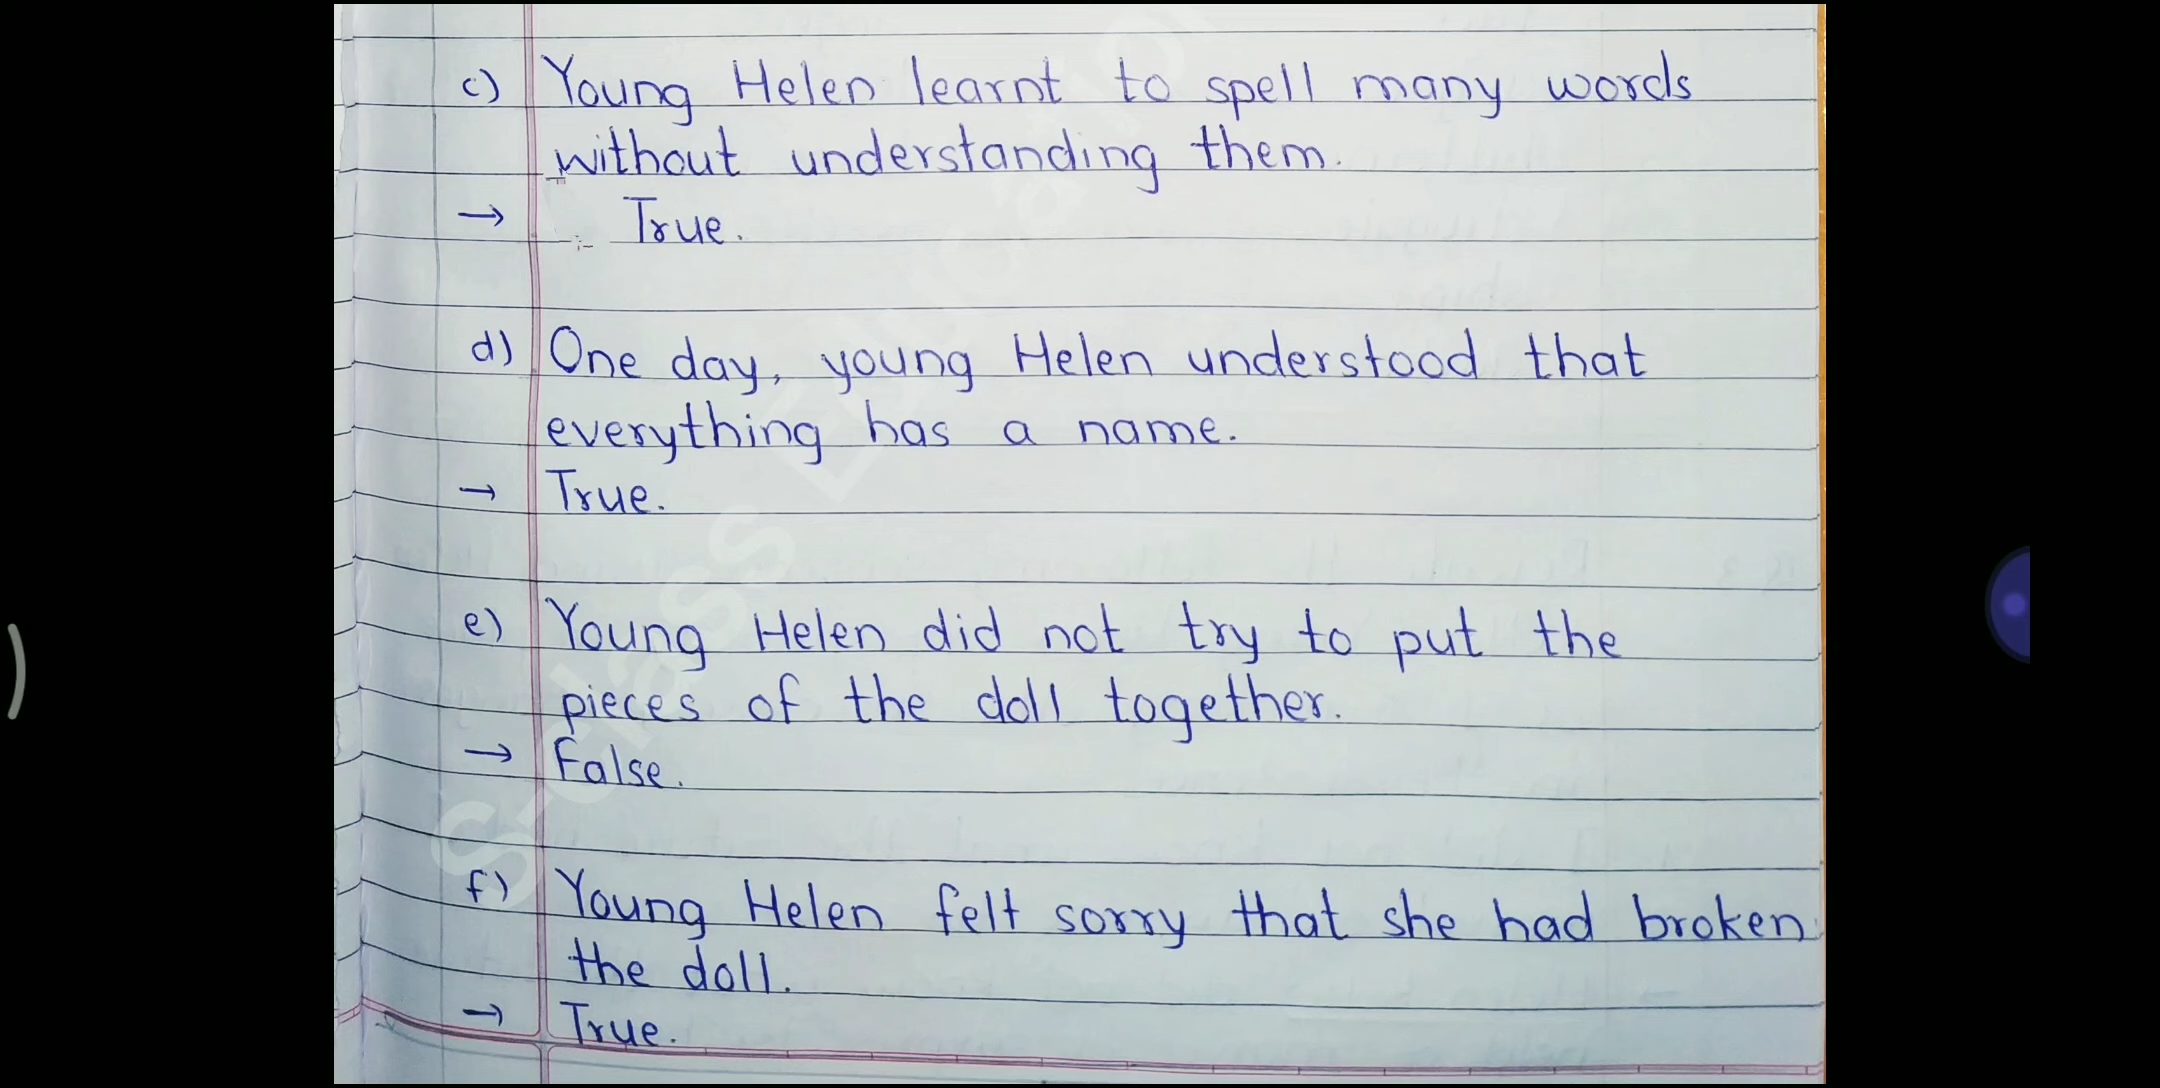 c) Young Helen learnt to spell many words
without understanding them.
→ True.
d) One day, young Helen understood that
everything has a name.
→ True.
e) Young Helen did not try to put the
pieces of the doll together.
→ False.
f) Young Helen felt sorry that she had broken
the doll.
→ True.